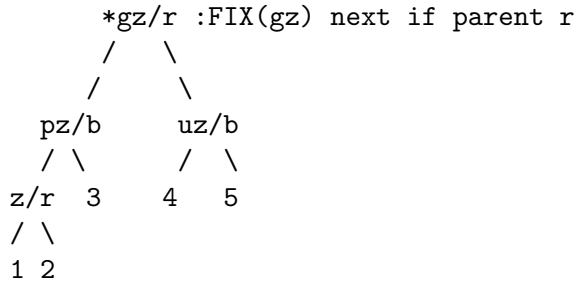 *gz/r :FIX(gz) next if parent r
/ \
/ \
pz/b uz/b
/ \ / \
z/r 3 4 5
/ \
1 2